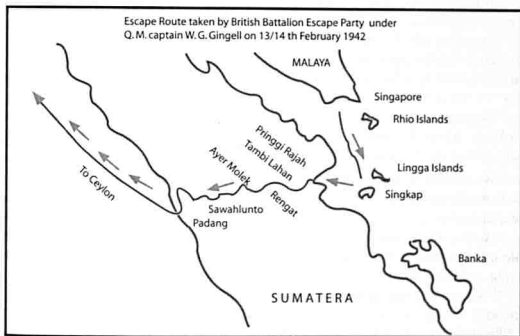 Escape Route taken by British Battalion Escape Party under
Q.M. captain W.G. Gingell on 13/14 th February 1942
MALAYA
Singapore
Rhio Islands
Pringgi Rajah
Tambi Lahan
Ayer Molek
Lingga Islands
Rengat
Singkap
To Ceylon
Sawahlunto
Padang
Banka
SUMATERA